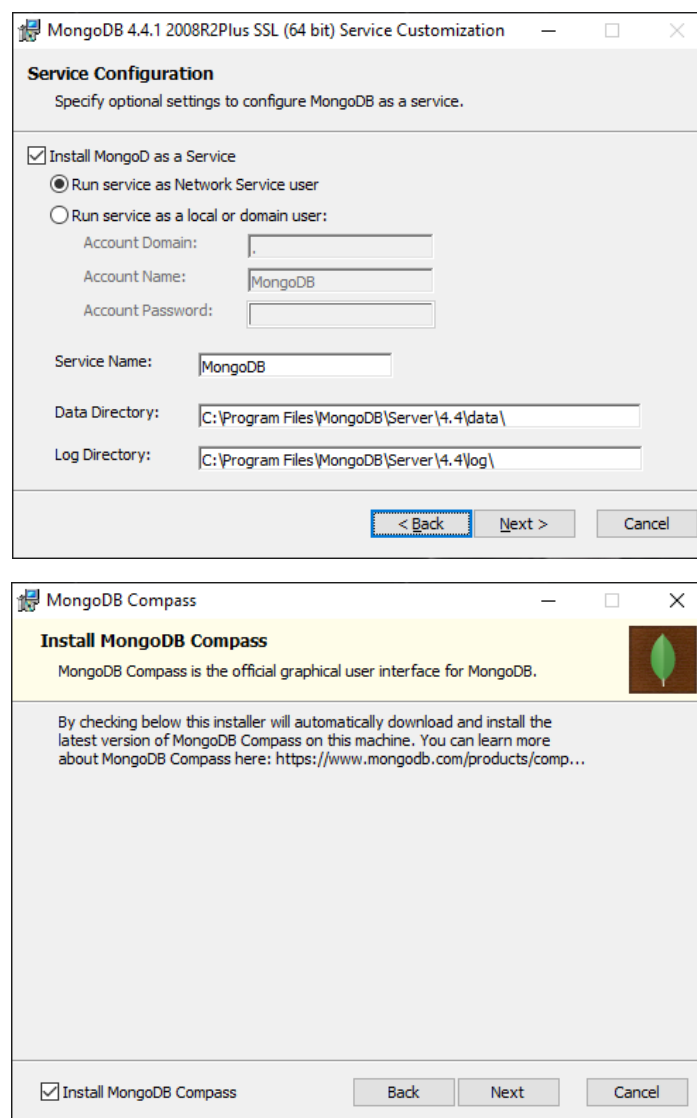 MongoDB 4.4.1 2008R2Plus SSL (64 bit) Service Customization
Service Configuration
Specify optional settings to configure MongoDB as a service.
Install MongoD as a Service
Run service as Network Service user
Run service as a local or domain user:
Account Domain: .
Account Name: MongoDB
Account Password:
Service Name: MongoDB
Data Directory: C:\Program Files\MongoDB\Server\4.4\data\
Log Directory: C:\Program Files\MongoDB\Server\4.4\log\
< Back Next > Cancel
MongoDB Compass
Install MongoDB Compass
MongoDB Compass is the official graphical user interface for MongoDB.
By checking below this installer will automatically download and install the
latest version of MongoDB Compass on this machine. You can learn more
about MongoDB Compass here: https://www.mongodb.com/products/comp...
Install MongoDB Compass Back Next Cancel